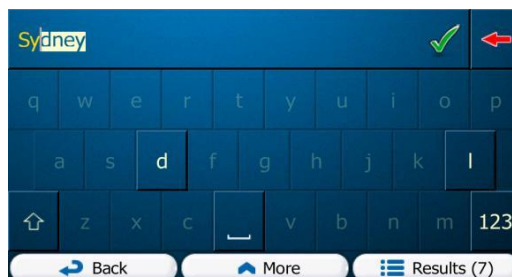 Sydney
q w e r t y u i o p
a s d f g h j k l
z x c v b n m 123
Back More Results (7)